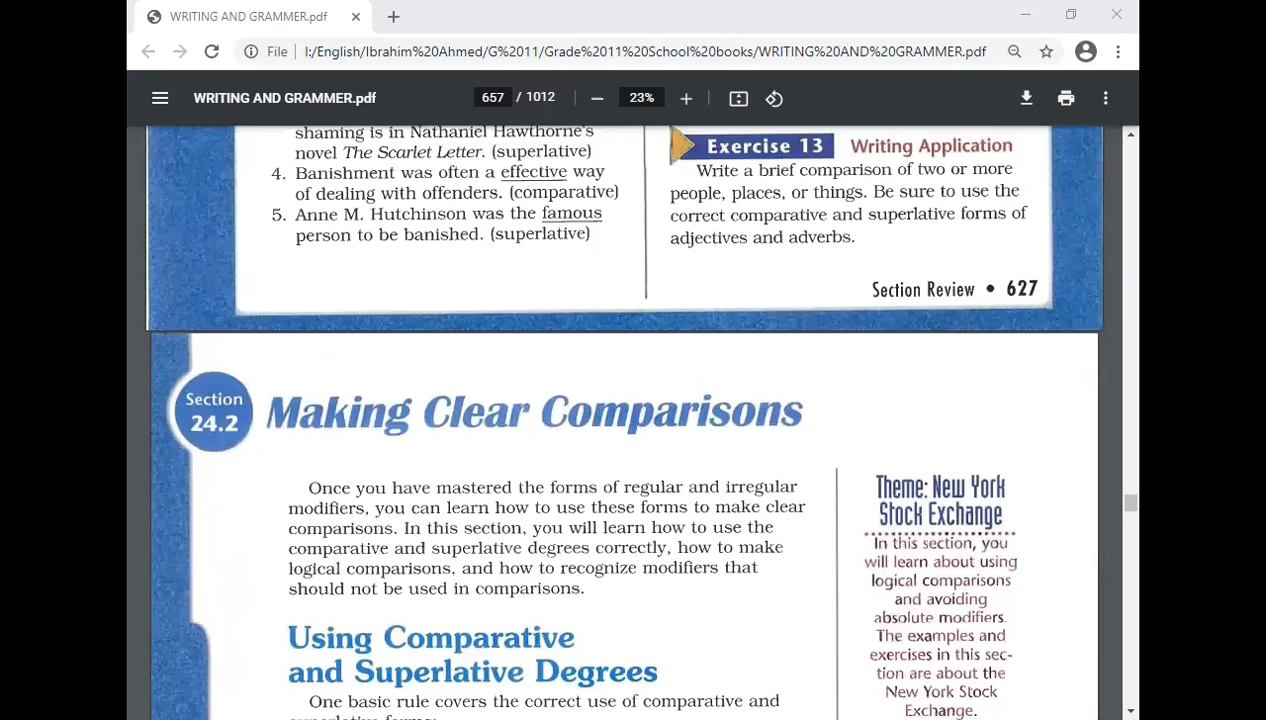 WRITING AND GRAMMER.pdf
File
I:/English/Ibrahim%20Ahmed/G%2011/Grade%2011%20School%20books/WRITING%20AND%20GRAMMER.pdf
WRITING AND GRAMMER.pdf
657 / 1012
23%
shaming is in Nathaniel Hawthorne's
novel The Scarlet Letter. (superlative)
4. Banishment was often a effective way
of dealing with offenders. (comparative)
5. Anne M. Hutchinson was the famous
person to be banished. (superlative)
Exercise 13 Writing Application
Write a brief comparison of two or more
people, places, or things. Be sure to use the
correct comparative and superlative forms of
adjectives and adverbs.
Section Review • 627
Section
24.2
Making Clear Comparisons
Once you have mastered the forms of regular and irregular
modifiers, you can learn how to use these forms to make clear
comparisons. In this section, you will learn how to use the
comparative and superlative degrees correctly, how to make
logical comparisons, and how to recognize modifiers that
should not be used in comparisons.
Using Comparative
and Superlative Degrees
One basic rule covers the correct use of comparative and
superlative forms:
Theme: New York
Stock Exchange
In this section, you
will learn about using
logical comparisons
and avoiding
absolute modifiers.
The examples and
exercises in this sec-
tion are about the
New York Stock
Exchange.